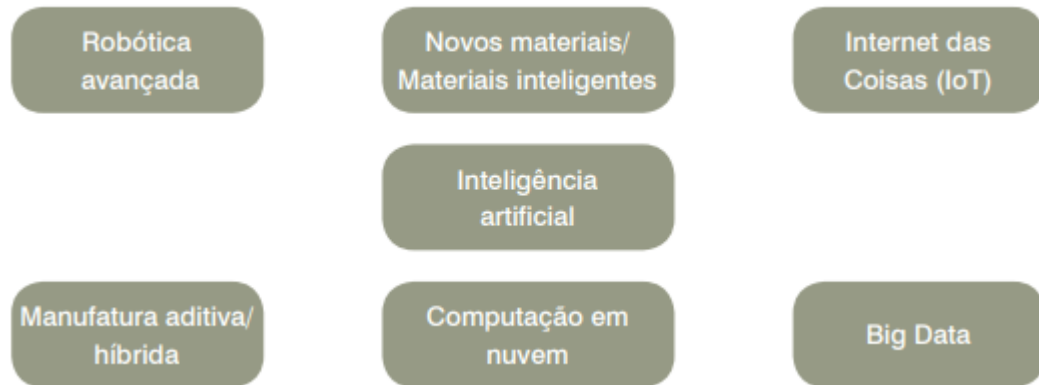 Robótica
avançada
Novos materiais/
Materiais inteligentes
Internet das
Coisas (IoT)
Inteligência
artificial
Manufatura aditiva/
híbrida
Computação em
nuvem
Big Data